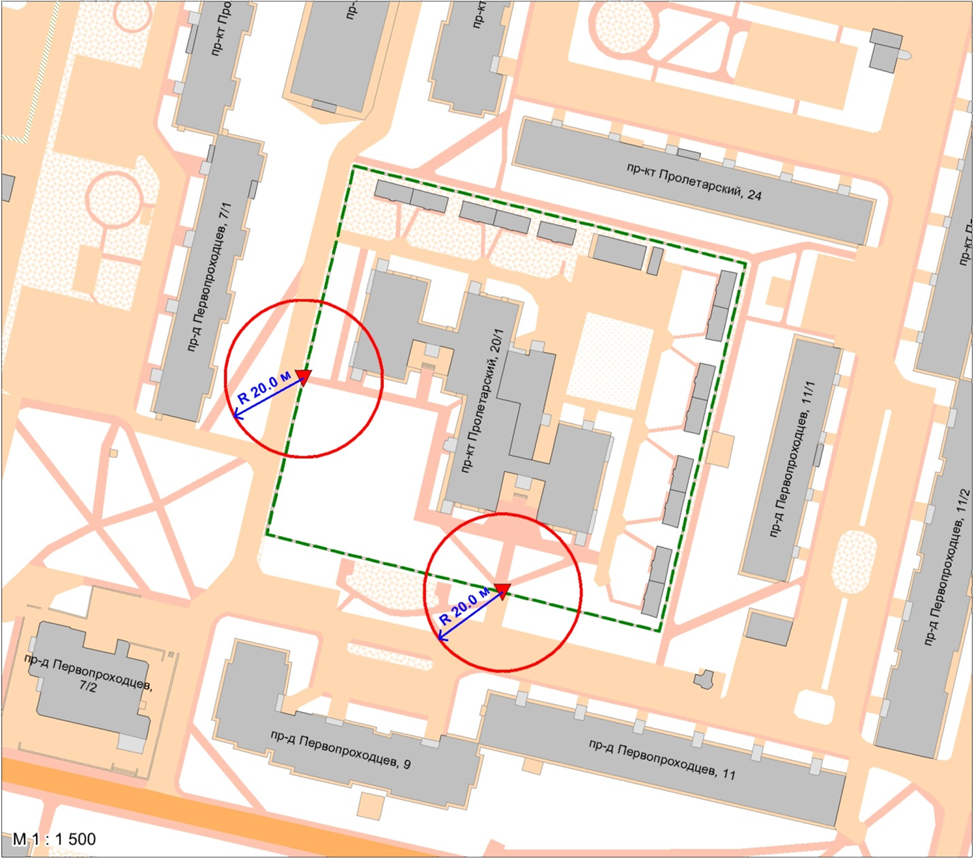 пр-кт Про
пр-
пр-кт
пр-кт Пролетарский, 24
пр-д Первопроходцев, 7/1
пр-кт П
R 20.0 м
пр-кт Пролетарский, 20/1
пр-д Первопроходцев, 11/1
пр-д Первопроходцев, 11/2
R 20.0 м
пр-д Первопроходцев,
7/2
пр-д Первопроходцев, 9
пр-д Первопроходцев, 11
М 1 : 1 500